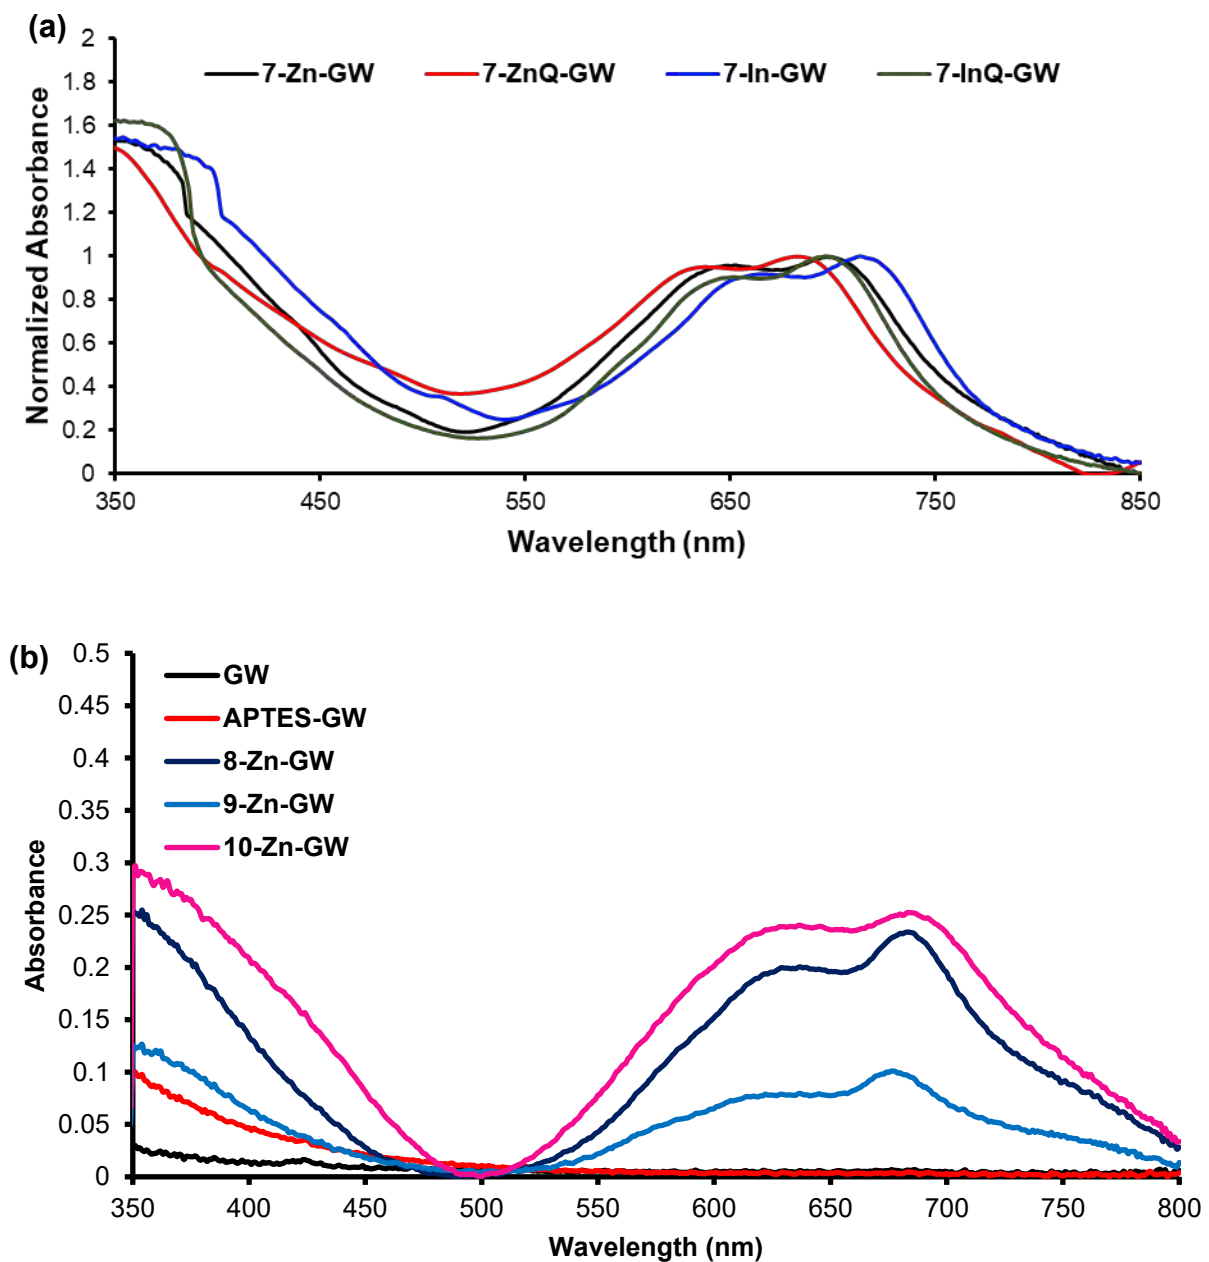 (a)
2
1.8
1.6
1.4
1.2
1
0.8
0.6
0.4
0.2
0
Normalized Absorbance
7-Zn-GW 7-ZnQ-GW 7-In-GW 7-InQ-GW
350 450 550 650 750 850
Wavelength (nm)
(b)
0.5
0.45
0.4
0.35
0.3
0.25
0.2
0.15
0.1
0.05
0
Absorbance
GW
APTES-GW
8-Zn-GW
9-Zn-GW
10-Zn-GW
350 400 450 500 550 600 650 700 750 800
Wavelength (nm)